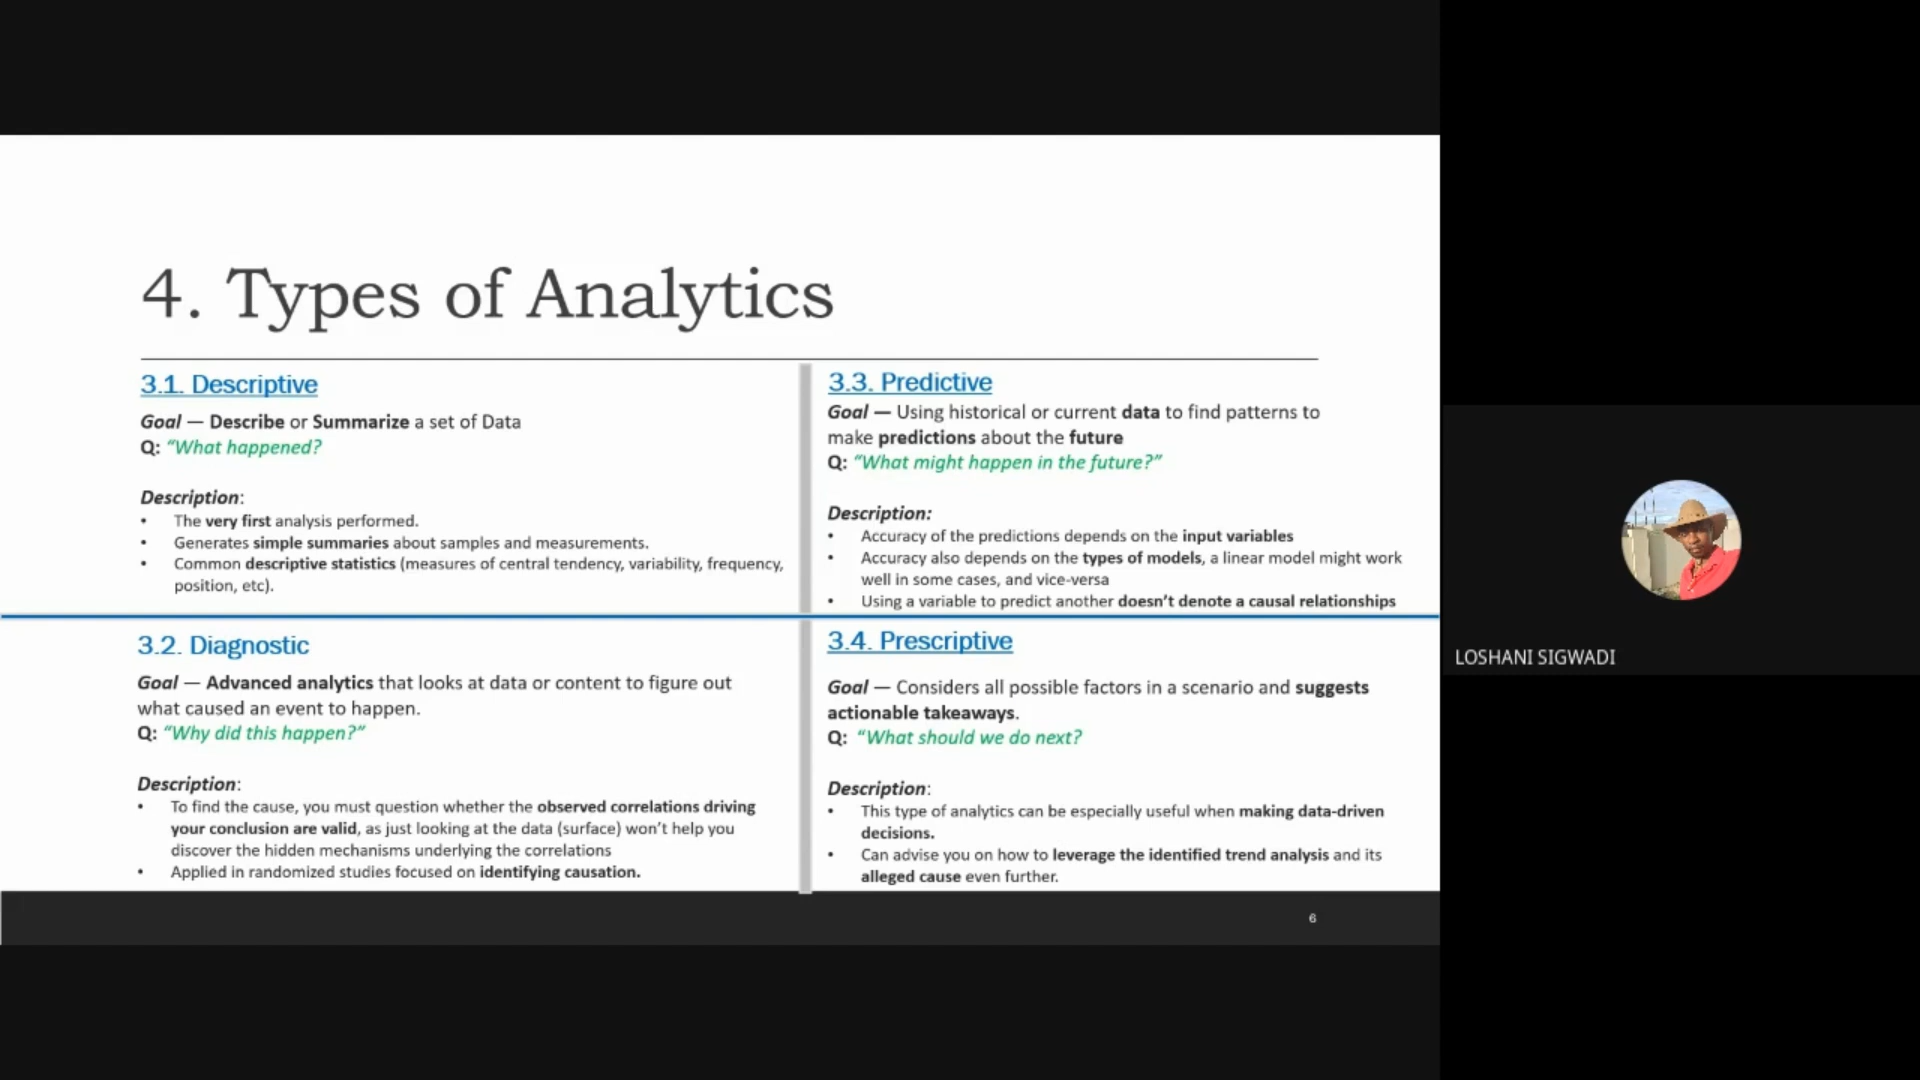 4. Types of Analytics
3.1. Descriptive
Goal — Describe or Summarize a set of Data
Q: “What happened?
Description:
• The very first analysis performed.
• Generates simple summaries about samples and measurements.
• Common descriptive statistics (measures of central tendency, variability, frequency,
position, etc).
3.2. Diagnostic
Goal — Advanced analytics that looks at data or content to figure out
what caused an event to happen.
Q: “Why did this happen?”
Description:
• To find the cause, you must question whether the observed correlations driving
your conclusion are valid, as just looking at the data (surface) won’t help you
discover the hidden mechanisms underlying the correlations
• Applied in randomized studies focused on identifying causation.
3.3. Predictive
Goal — Using historical or current data to find patterns to
make predictions about the future
Q: “What might happen in the future?”
Description:
• Accuracy of the predictions depends on the input variables
• Accuracy also depends on the types of models, a linear model might work
well in some cases, and vice-versa
• Using a variable to predict another doesn’t denote a causal relationships
3.4. Prescriptive
Goal — Considers all possible factors in a scenario and suggests
actionable takeaways.
Q: “What should we do next?
Description:
• This type of analytics can be especially useful when making data-driven
decisions.
• Can advise you on how to leverage the identified trend analysis and its
alleged cause even further.
6
LOSHANI SIGWADI